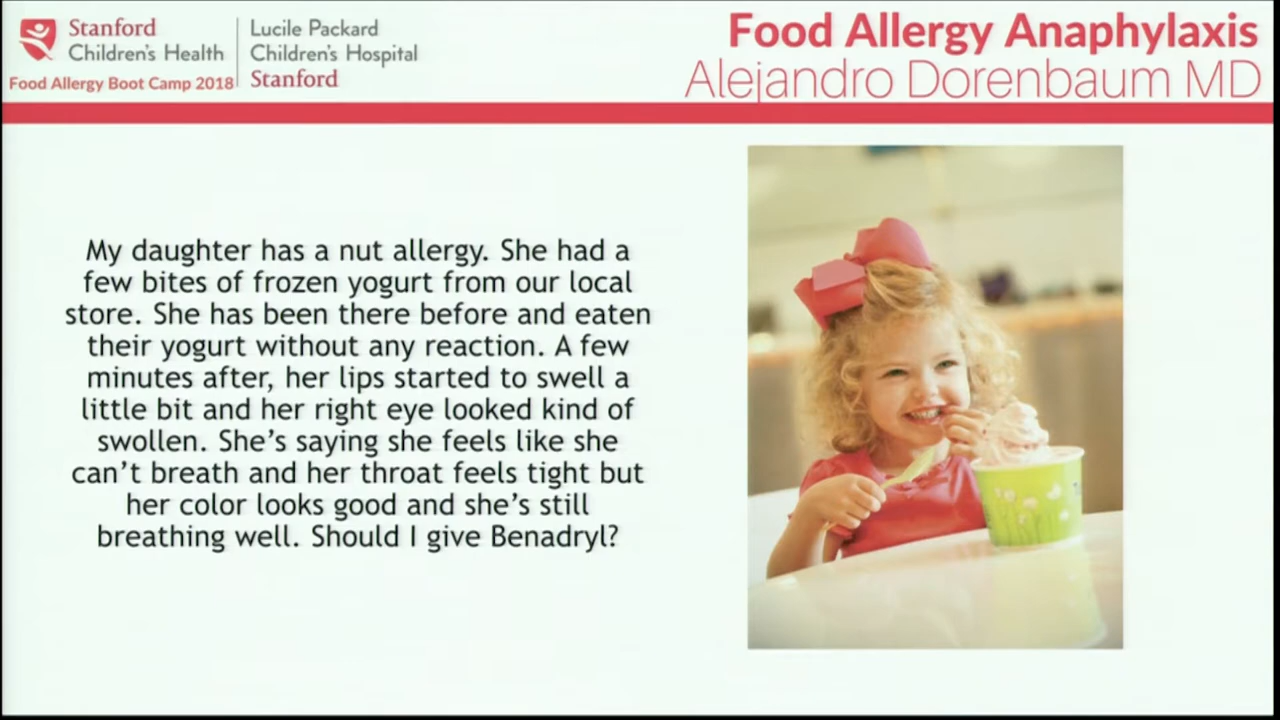 Stanford
Children's Health
Food Allergy Boot Camp 2018
Lucile Packard
Children's Hospital
Stanford
Food Allergy Anaphylaxis
Alejandro Dorenbaum MD
My daughter has a nut allergy. She had a
few bites of frozen yogurt from our local
store. She has been there before and eaten
their yogurt without any reaction. A few
minutes after, her lips started to swell a
little bit and her right eye looked kind of
swollen. She's saying she feels like she
can't breath and her throat feels tight but
her color looks good and she's still
breathing well. Should I give Benadryl?